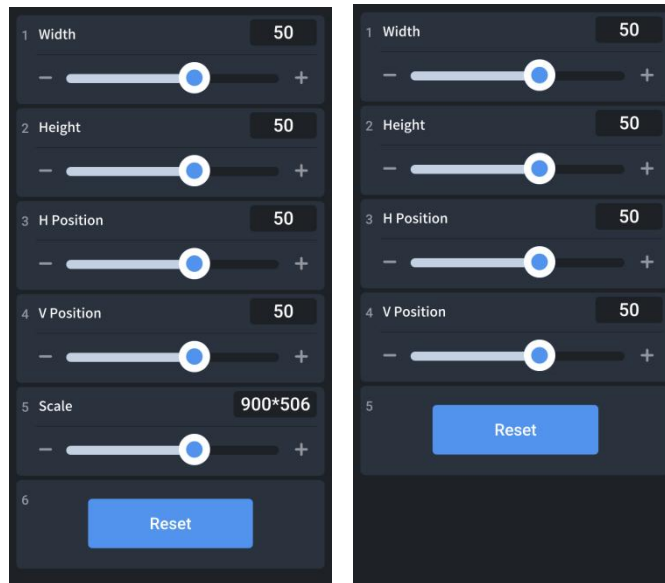 1 Width 50
− +
2 Height 50
− +
3 H Position 50
− +
4 V Position 50
− +
5 Scale 900*506
− +
6
Reset
1 Width 50
− +
2 Height 50
− +
3 H Position 50
− +
4 V Position 50
− +
5
Reset